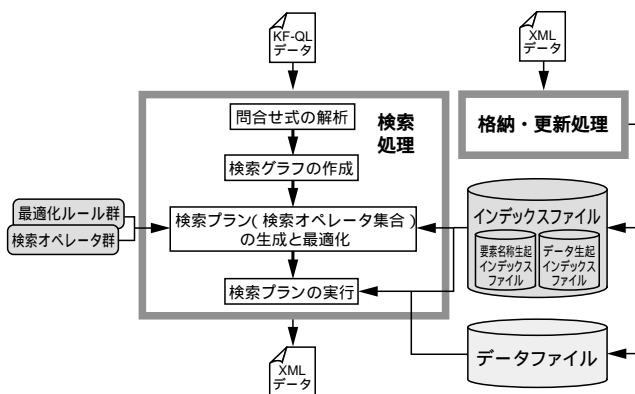 KF-QL
データ
XML
データ
問合せ式の解析
検索
処理
格納・更新処理
検索グラフの作成
最適化ルール群
検索オペレータ群
検索プラン(検索オペレータ集合)
の生成と最適化
インデックスファイル
要素名称生起
インデックス
ファイル
データ生起
インデックス
ファイル
検索プランの実行
データファイル
XML
データ